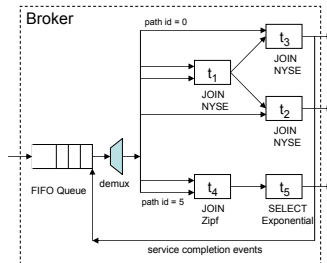 Broker
path id = 0
t3
JOIN
NYSE
t1
JOIN
NYSE
t2
JOIN
NYSE
FIFO Queue
demux
t4
JOIN
Zipf
t5
SELECT
Exponential
path id = 5
service completion events